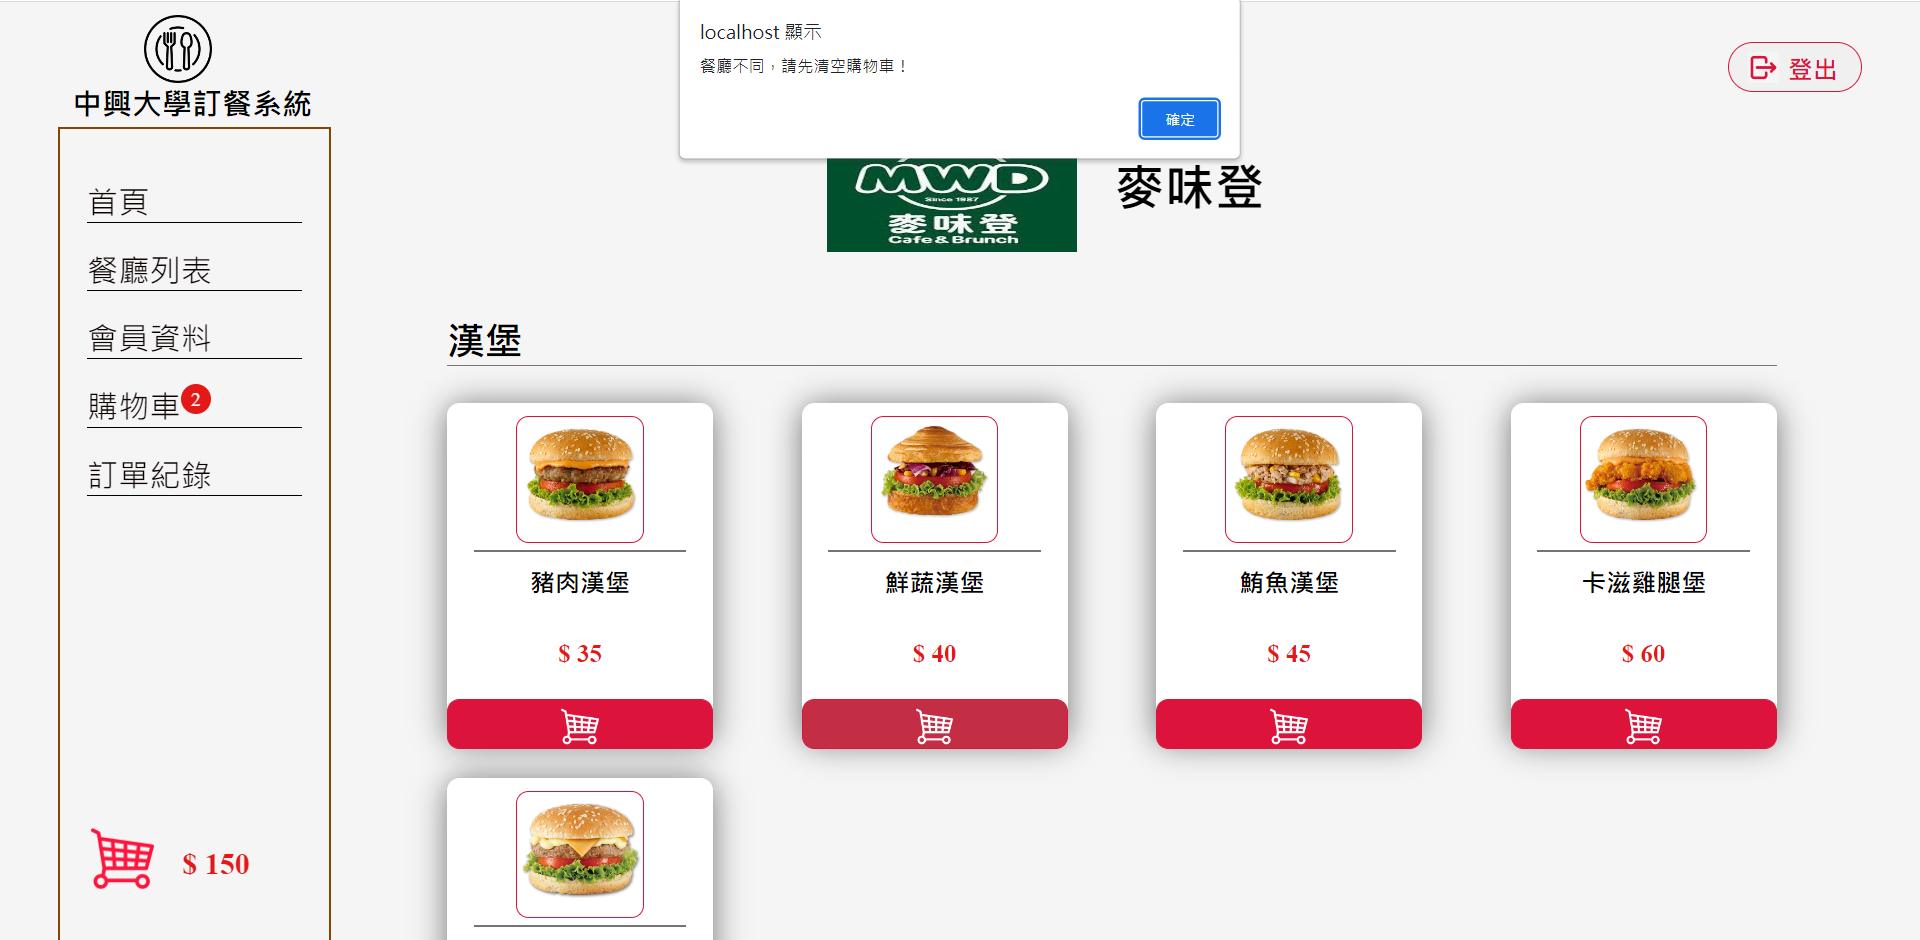 localhost 顯示
餐廳不同，請先清空購物車！
確定
登出
中興大學訂餐系統
首頁
餐廳列表
會員資料
購物車 2
訂單紀錄
$ 150
MWD
Since 1987
麥味登
Cafe & Brunch
麥味登
漢堡
豬肉漢堡
$ 35
鮮蔬漢堡
$ 40
鮪魚漢堡
$ 45
卡滋雞腿堡
$ 60